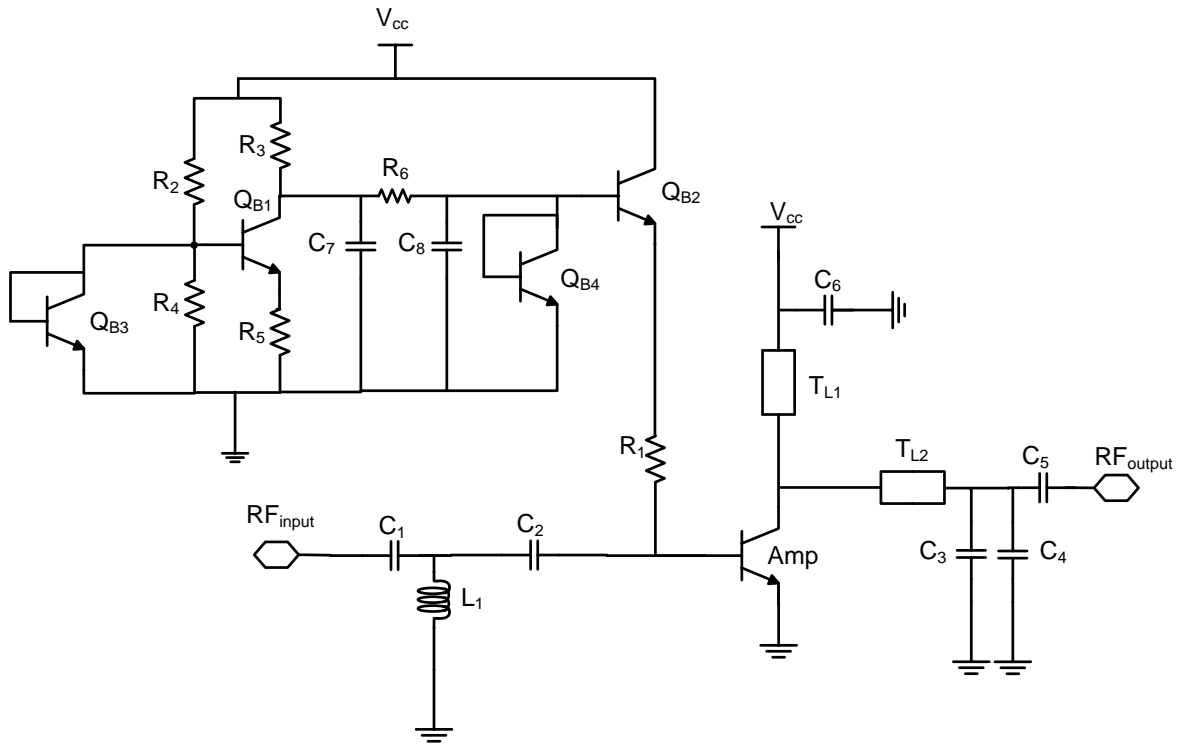 Vcc
R3
R2
QB1
R6
QB2
Vcc
C7
C8
QB4
C6
R4
QB3
R5
TL1
R1
TL2
C5
RFoutput
RFinput
C1
C2
Amp
C3
C4
L1